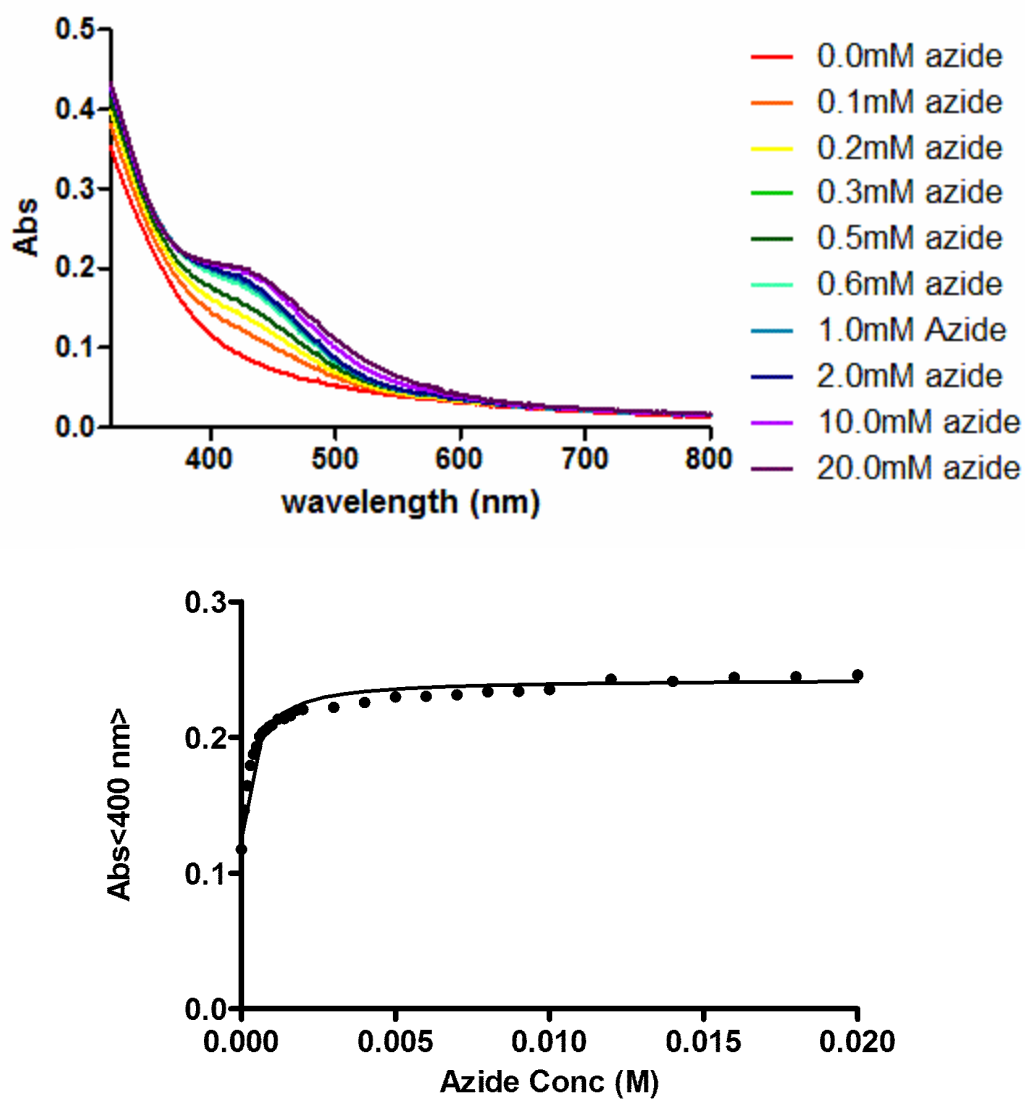 0.5
0.4
0.3
0.2
0.1
0.0
Abs
400 500 600 700 800
wavelength (nm)
0.0mM azide
0.1mM azide
0.2mM azide
0.3mM azide
0.5mM azide
0.6mM azide
1.0mM Azide
2.0mM azide
10.0mM azide
20.0mM azide
0.3
0.2
0.1
0.0
Abs<400 nm>
0.000 0.005 0.010 0.015 0.020
Azide Conc (M)